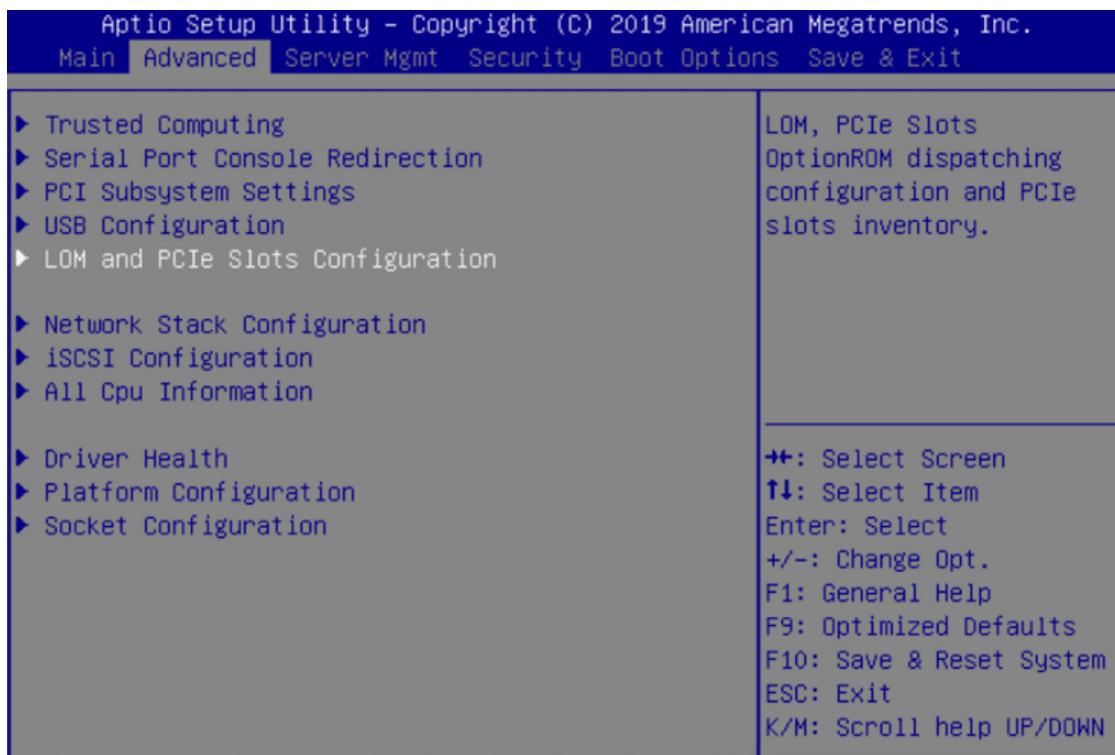 Aptio Setup Utility – Copyright (C) 2019 American Megatrends, Inc.
Main Advanced Server Mgmt Security Boot Options Save & Exit
▶ Trusted Computing
▶ Serial Port Console Redirection
▶ PCI Subsystem Settings
▶ USB Configuration
▶ LOM and PCIe Slots Configuration
▶ Network Stack Configuration
▶ iSCSI Configuration
▶ All Cpu Information
▶ Driver Health
▶ Platform Configuration
▶ Socket Configuration
LOM, PCIe Slots
OptionROM dispatching
configuration and PCIe
slots inventory.
→←: Select Screen
↑↓: Select Item
Enter: Select
+/-: Change Opt.
F1: General Help
F9: Optimized Defaults
F10: Save & Reset System
ESC: Exit
K/M: Scroll help UP/DOWN